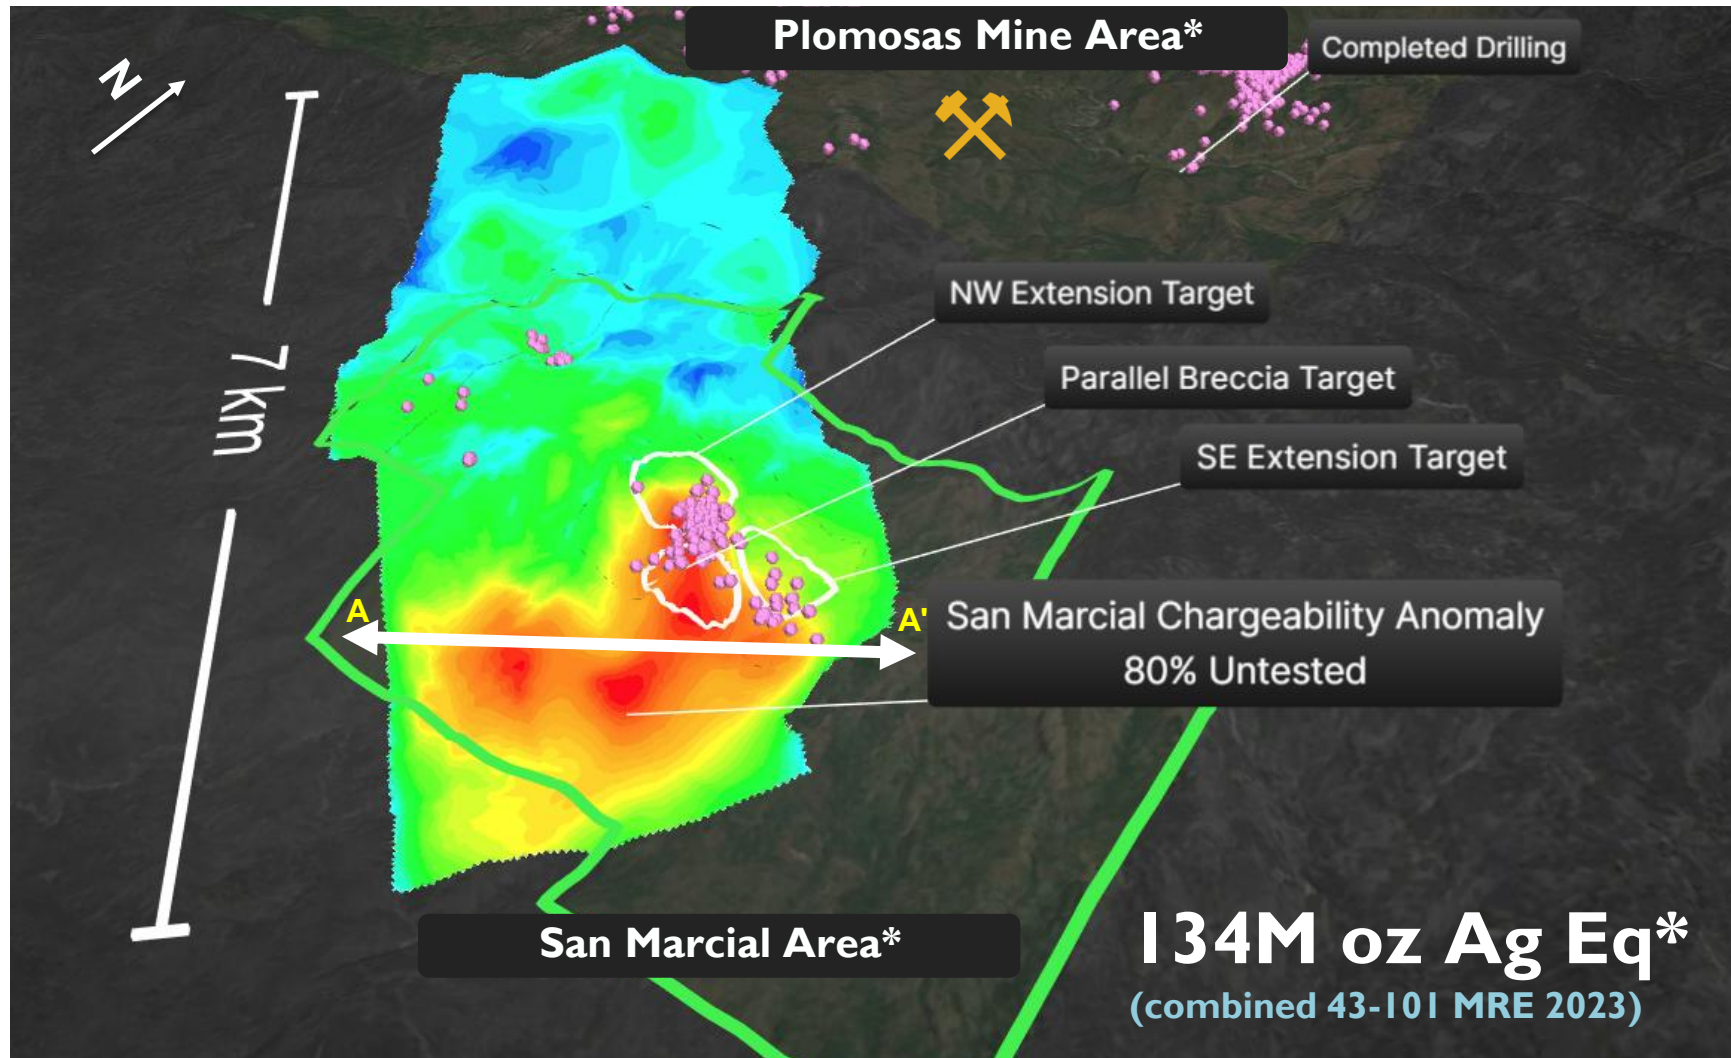 Plomosas Mine Area*
Completed Drilling
N
NW Extension Target
7 km
Parallel Breccia Target
SE Extension Target
A
A'
San Marcial Chargeability Anomaly
80% Untested
San Marcial Area*
134M oz Ag Eq*
(combined 43-101 MRE 2023)